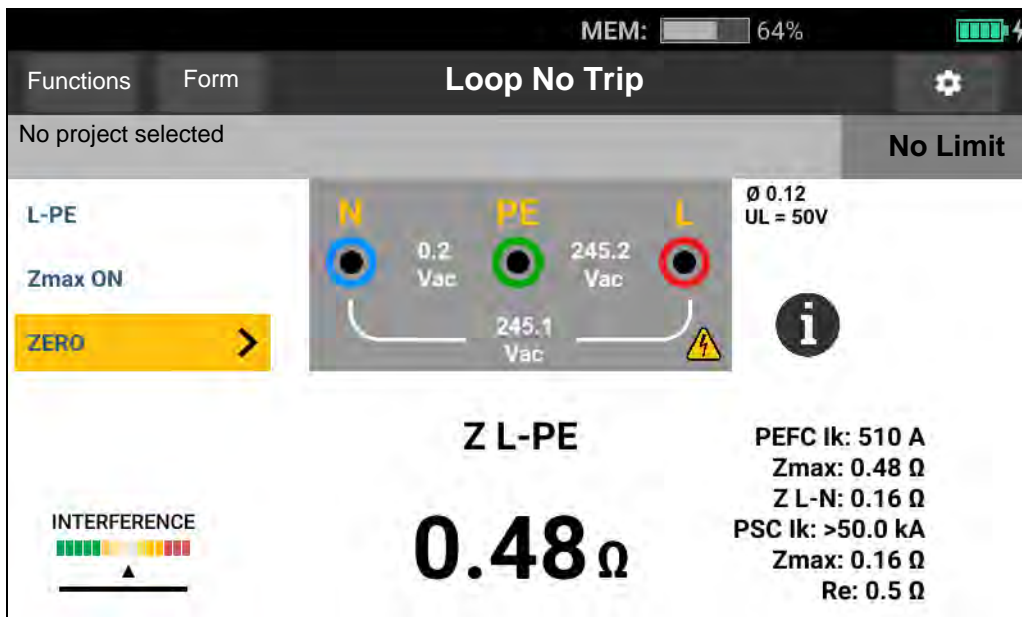 MEM: 64%
Functions Form Loop No Trip
No project selected
No Limit
L-PE
Zmax ON
ZERO
N PE L
0.2 Vac
245.2 Vac
245.1 Vac
Ø 0.12
UL = 50V
i
Z L-PE
0.48 Ω
INTERFERENCE
PEFC Ik: 510 A
Zmax: 0.48 Ω
Z L-N: 0.16 Ω
PSC Ik: >50.0 kA
Zmax: 0.16 Ω
Re: 0.5 Ω